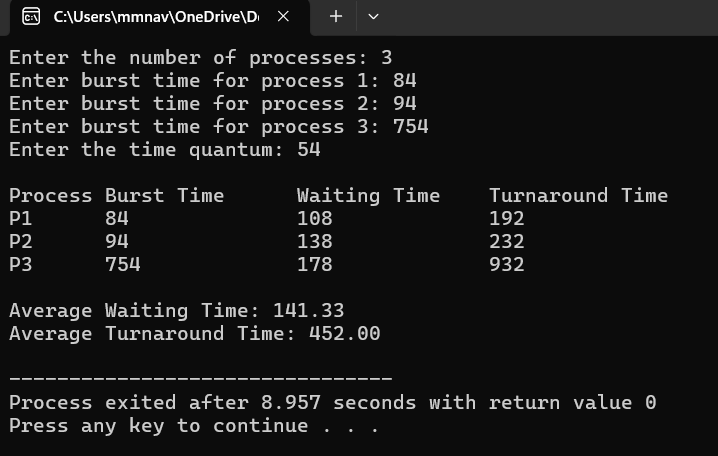 C:\Users\mmnav\OneDrive\D
Enter the number of processes: 3
Enter burst time for process 1: 84
Enter burst time for process 2: 94
Enter burst time for process 3: 754
Enter the time quantum: 54
Process Burst Time Waiting Time Turnaround Time
P1 84 108 192
P2 94 138 232
P3 754 178 932
Average Waiting Time: 141.33
Average Turnaround Time: 452.00
--------------------------------
Process exited after 8.957 seconds with return value 0
Press any key to continue . . .